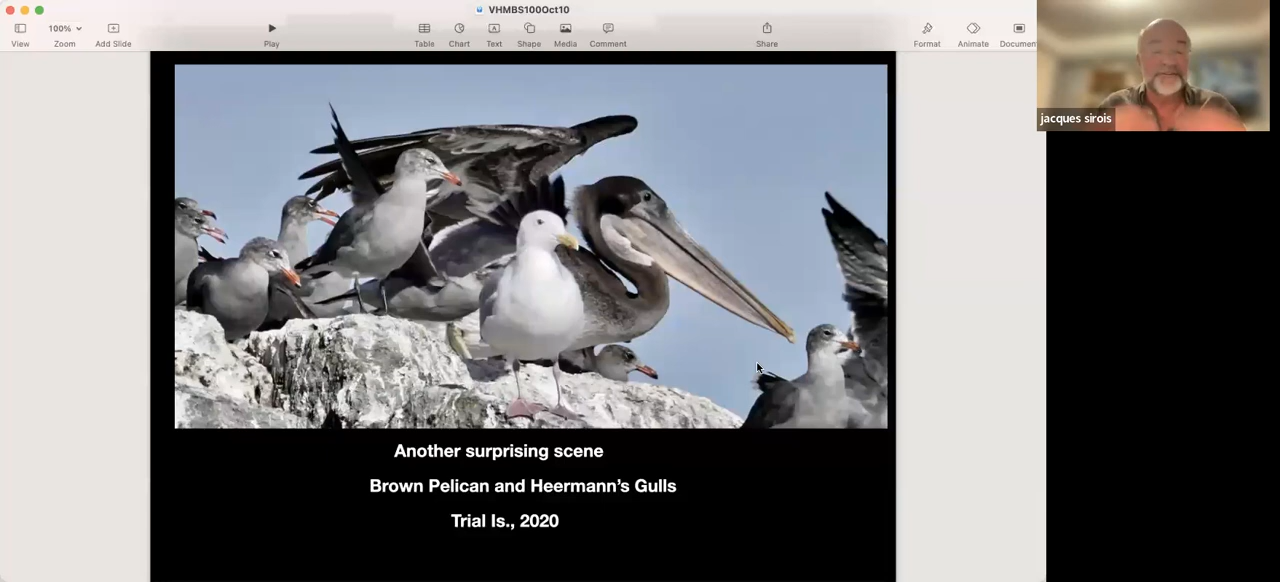 VHMBS100Oct10
100%
View
Zoom
Add Slide
Play
Table
Chart
Text
Shape
Media
Comment
Share
Format
Animate
Documen
jacques sirois
Another surprising scene
Brown Pelican and Heermann's Gulls
Trial Is., 2020